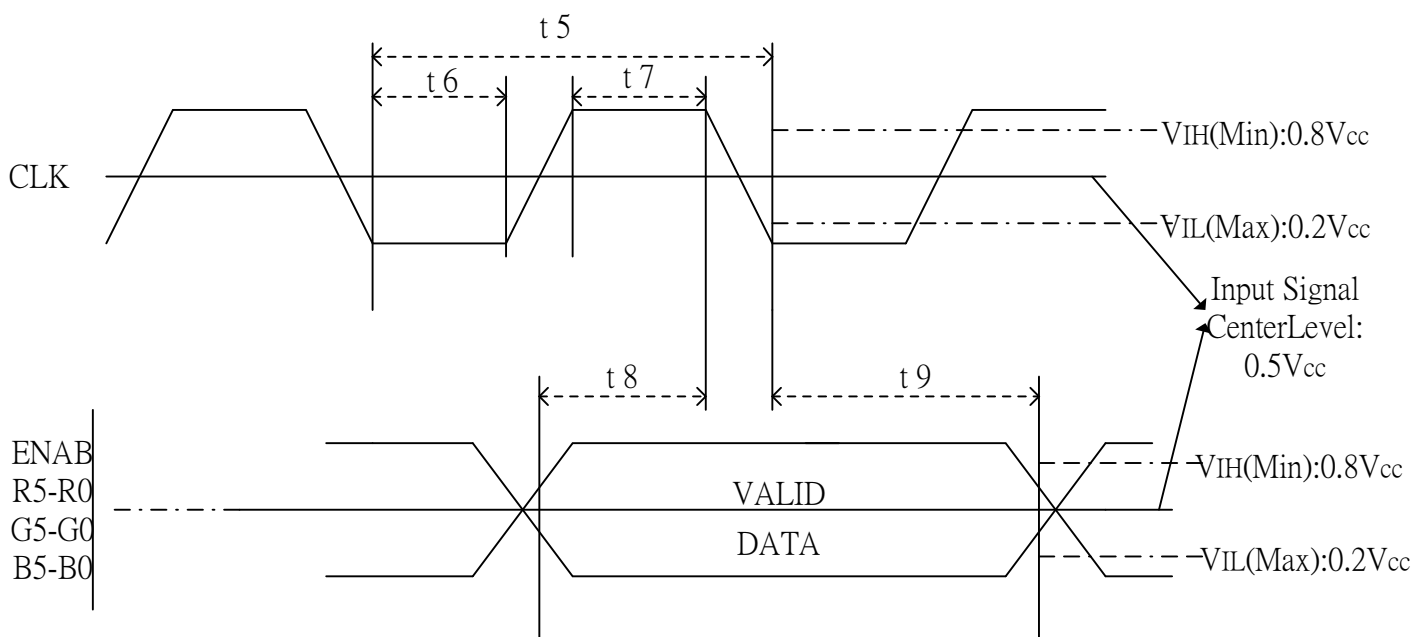 t 5
t 6
t 7
VIH(Min):0.8Vcc
CLK
VIL(Max):0.2Vcc
Input Signal
CenterLevel:
0.5Vcc
t 8
t 9
ENAB
R5-R0
G5-G0
B5-B0
VALID
DATA
VIH(Min):0.8Vcc
VIL(Max):0.2Vcc